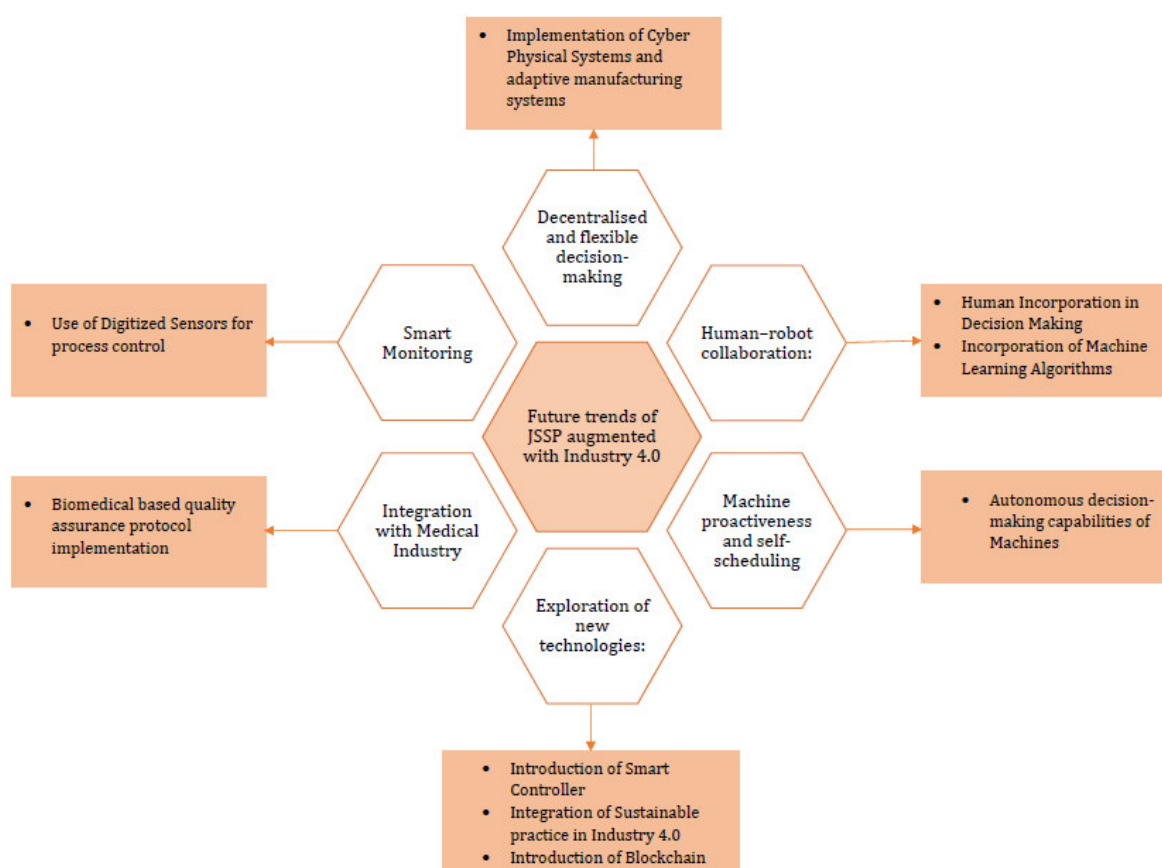 • Implementation of Cyber
Physical Systems and
adaptive manufacturing
systems
Decentralised
and flexible
decision-
making
• Use of Digitized Sensors for
process control
Smart
Monitoring
Human–robot
collaboration:
• Human Incorporation in
Decision Making
• Incorporation of Machine
Learning Algorithms
Future trends of
JSSP augmented
with Industry 4.0
• Biomedical based quality
assurance protocol
implementation
Integration
with Medical
Industry
Machine
proactiveness
and self-
scheduling
• Autonomous decision-
making capabilities of
Machines
Exploration of
new
technologies:
• Introduction of Smart
Controller
• Integration of Sustainable
practice in Industry 4.0
• Introduction of Blockchain